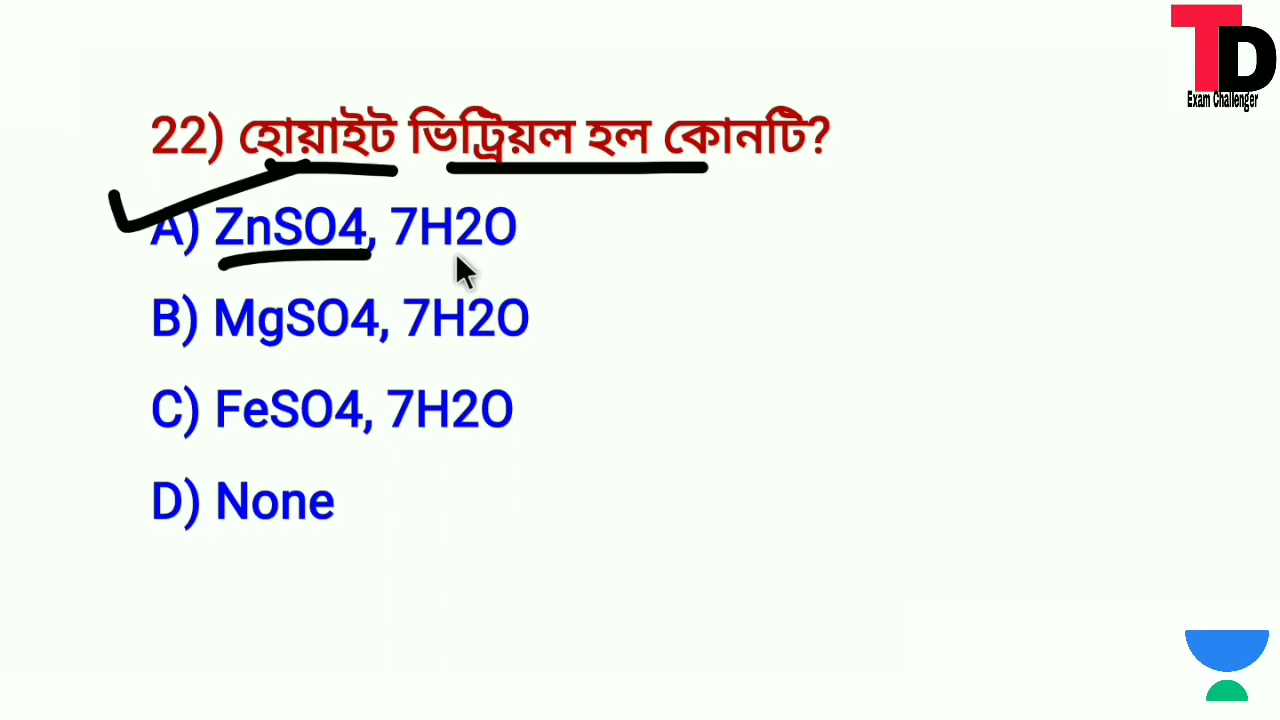 TD
Exam Challenger
22) হোয়াইট ভিট্রিয়ল হল কোনটি?
A) ZnSO4, 7H2O
B) MgSO4, 7H2O
C) FeSO4, 7H2O
D) None